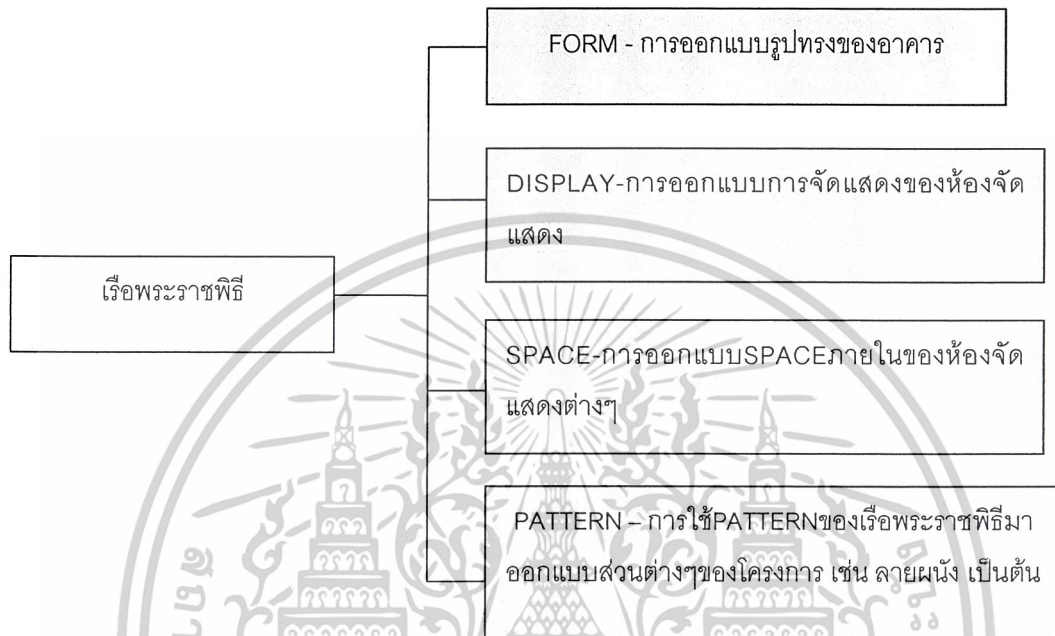 FORM - การออกแบบรูปทรงของอาคาร
DISPLAY-การออกแบบการจัดแสดงของห้องจัด
แสดง
เรือพระราชพิธี
SPACE-การออกแบบSPACEภายในของห้องจัด
แสดงต่างๆ
PATTERN – การใช้PATTERNของเรือพระราชพิธีมา
ออกแบบส่วนต่างๆของโครงการ เช่น ลายผนัง เป็นต้น